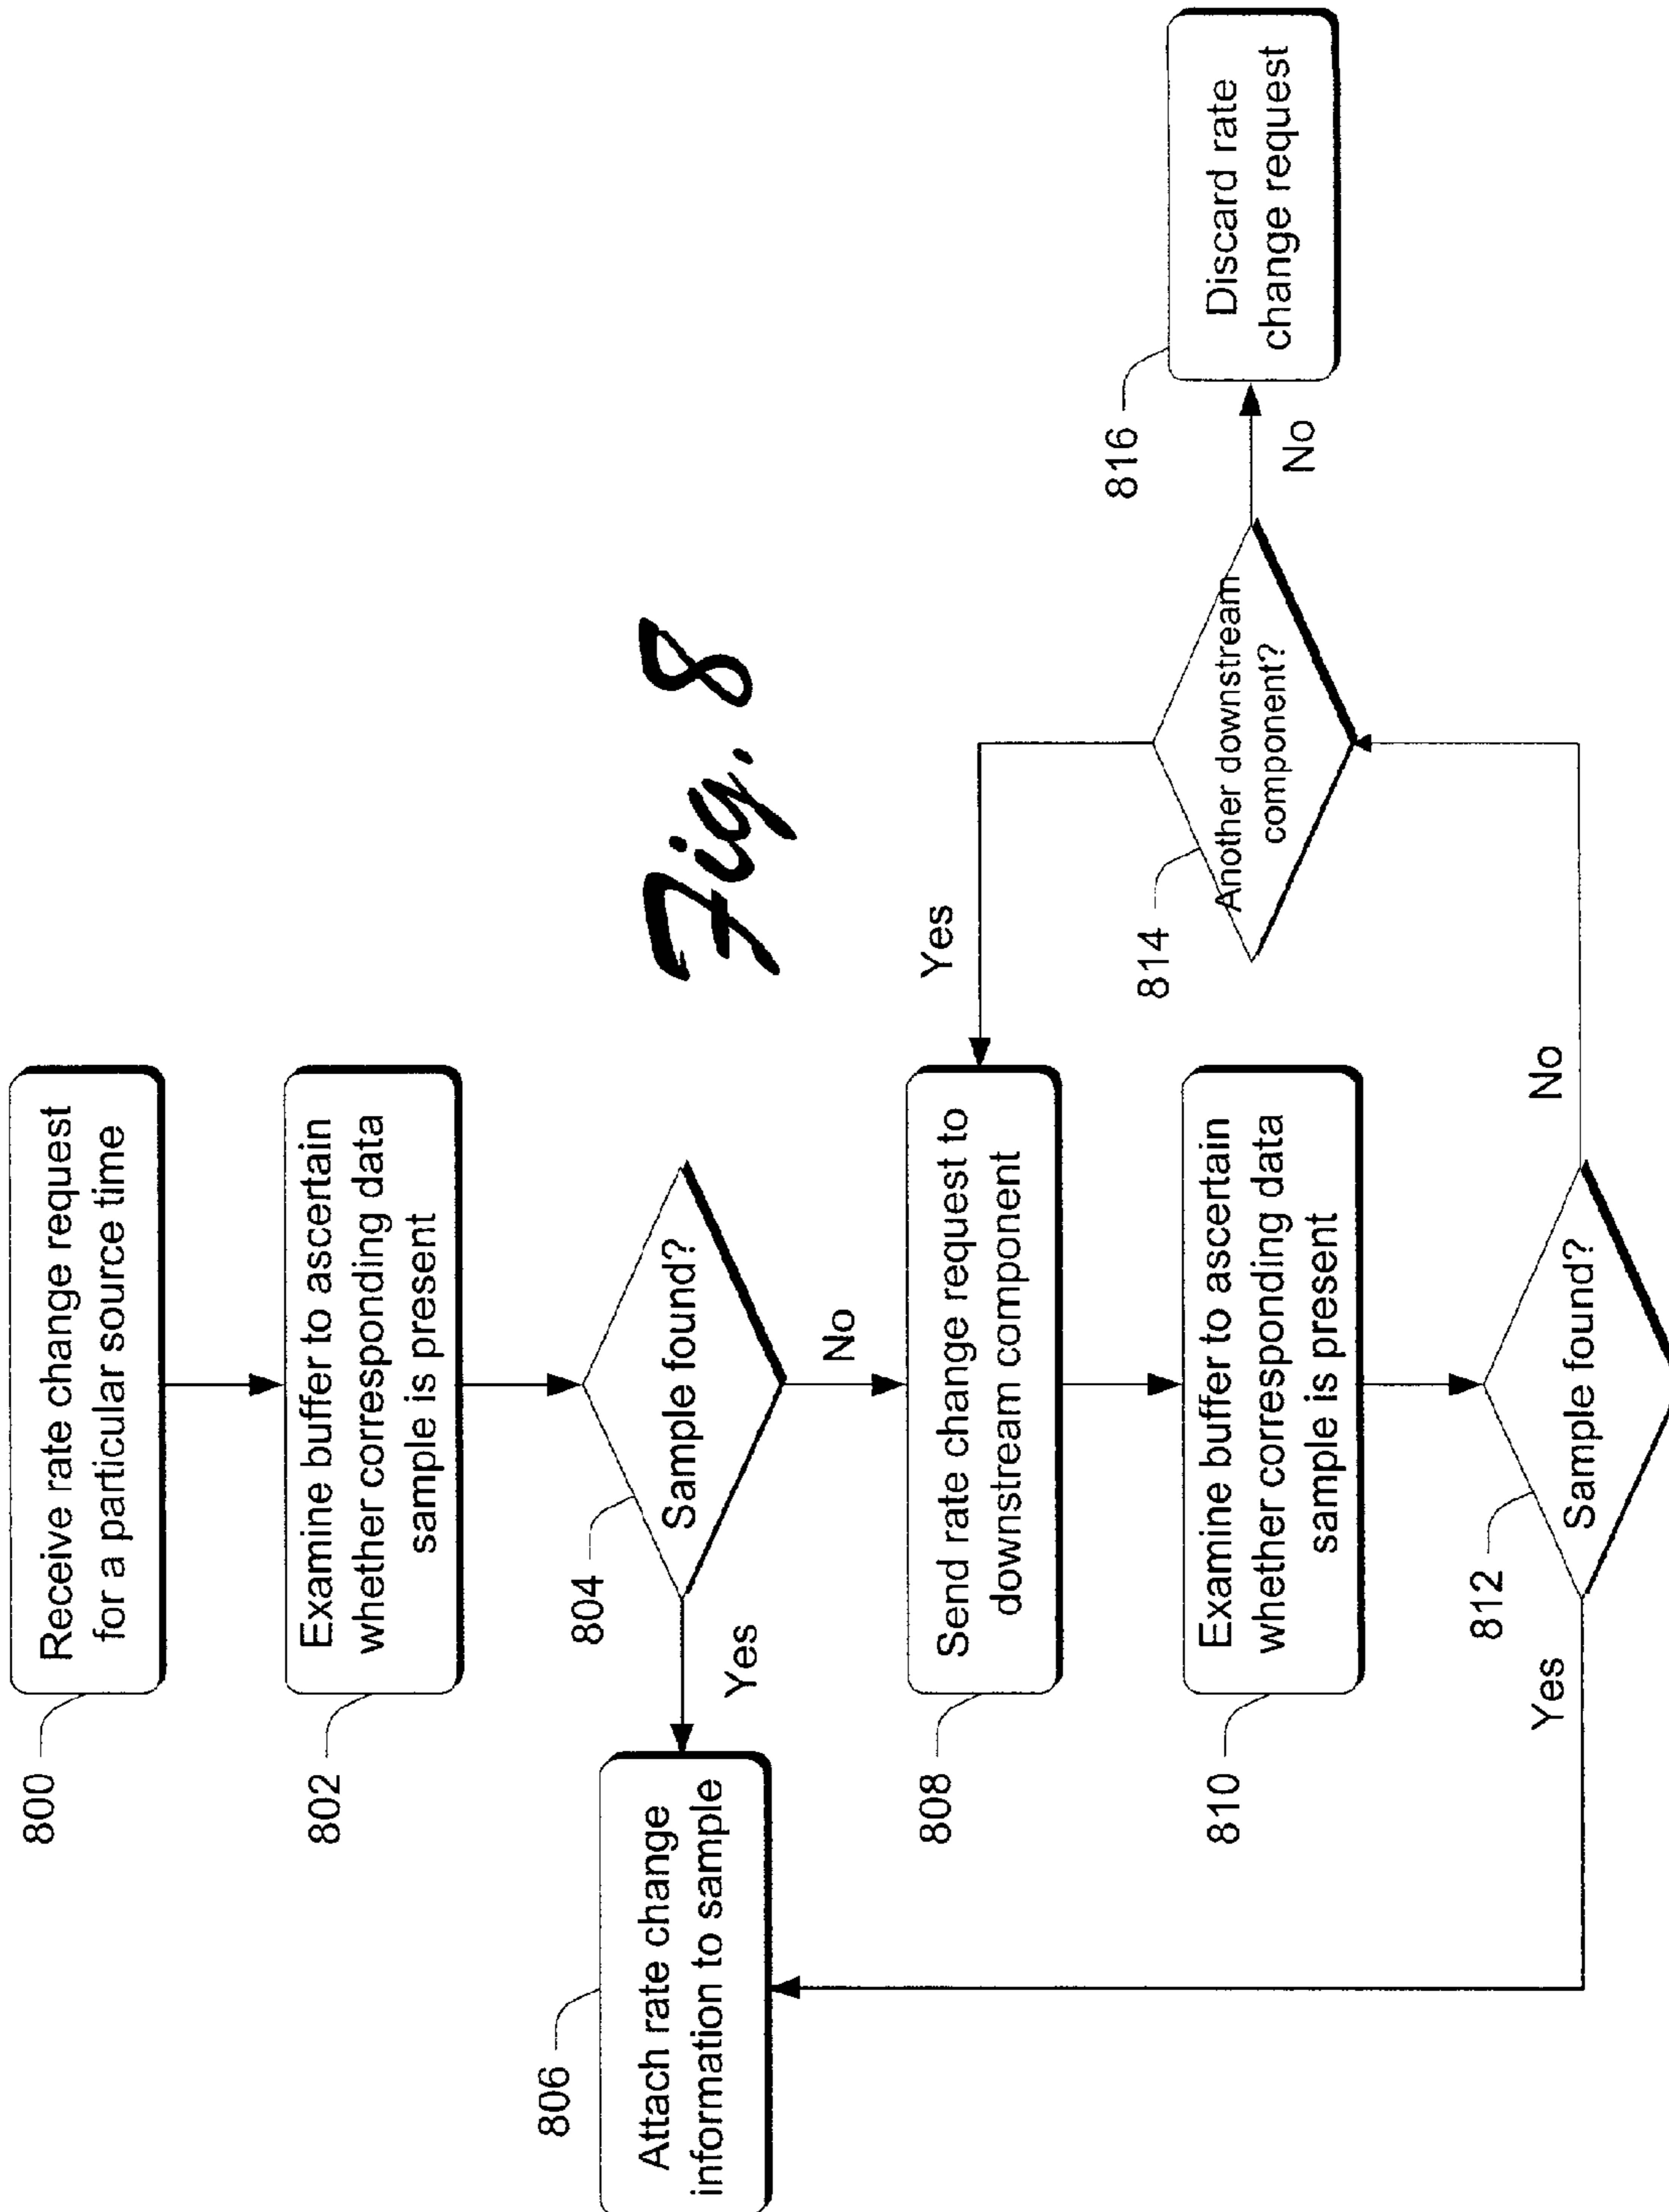 800
Receive rate change request
for a particular source time
802
Examine buffer to ascertain
whether corresponding data
sample is present
804
Sample found?
Yes
No
806
Attach rate change
information to sample
Fig. 8
808
Send rate change request to
downstream component
810
Examine buffer to ascertain
whether corresponding data
sample is present
812
Sample found?
Yes
No
814
Another downstream
component?
Yes
No
816
Discard rate
change request